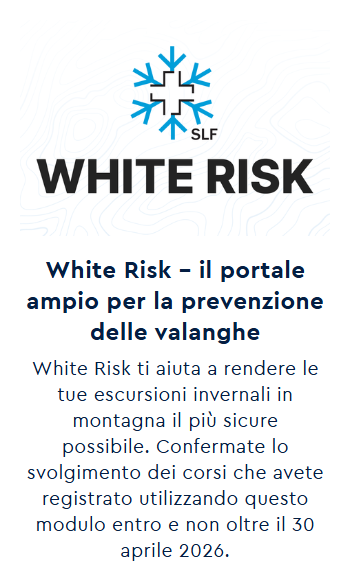 SLF
WHITE RISK
White Risk – il portale
ampio per la prevenzione
delle valanghe
White Risk ti aiuta a rendere le
tue escursioni invernali in
montagna il più sicure
possibile. Confermate lo
svolgimento dei corsi che avete
registrato utilizzando questo
modulo entro e non oltre il 30
aprile 2026.